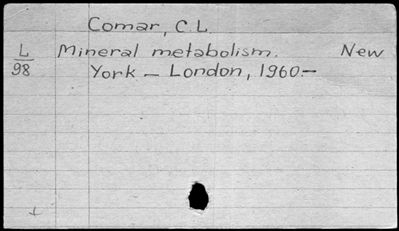 Comar, C.L.
L Mineral metabolism. New
98 York – London, 1960–